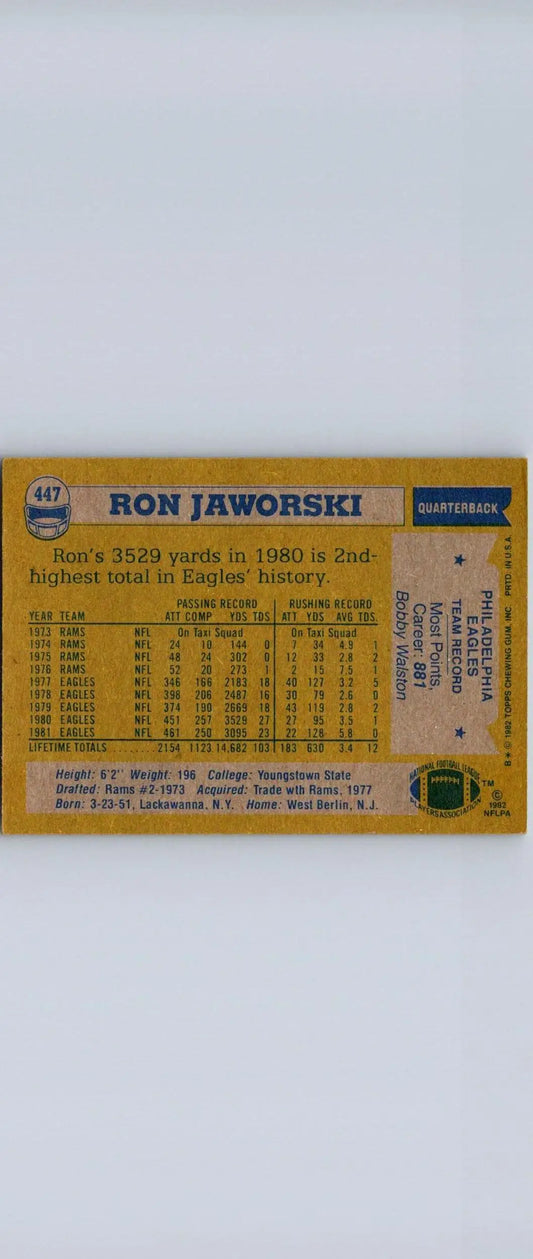 447
RON JAWORSKI
QUARTERBACK
Ron's 3529 yards in 1980 is 2nd-
highest total in Eagles' history.
PASSING RECORD RUSHING RECORD
YEAR TEAM ATT COMP YDS TDS ATT YDS AVG TDS.
1973 RAMS NFL On Taxi Squad On Taxi Squad
1974 RAMS NFL 24 10 144 0 7 34 4.9 1
1975 RAMS NFL 48 24 302 0 12 33 2.8 2
1976 RAMS NFL 52 20 273 1 2 15 7.5 1
1977 EAGLES NFL 346 166 2183 18 40 127 3.2 5
1978 EAGLES NFL 398 206 2487 16 30 79 2.6 0
1979 EAGLES NFL 374 190 2669 18 43 119 2.8 2
1980 EAGLES NFL 451 257 3529 27 27 95 3.5 1
1981 EAGLES NFL 461 250 3095 23 22 128 5.8 0
LIFETIME TOTALS ........ 2154 1123 14,682 103 183 630 3.4 12
Height: 6'2" Weight: 196 College: Youngstown State
Drafted: Rams #2-1973 Acquired: Trade wth Rams, 1977
Born: 3-23-51, Lackawanna, N.Y. Home: West Berlin, N.J.
PHILADELPHIA
EAGLES
TEAM RECORD
Most Points,
Career: 881
Bobby Walston
B* © 1982 TOPPS CHEWING GUM, INC. PRTD. IN U.S.A.
NATIONAL FOOTBALL LEAGUE
PLAYERS ASSOCIATION
TM
©
1982
NFLPA